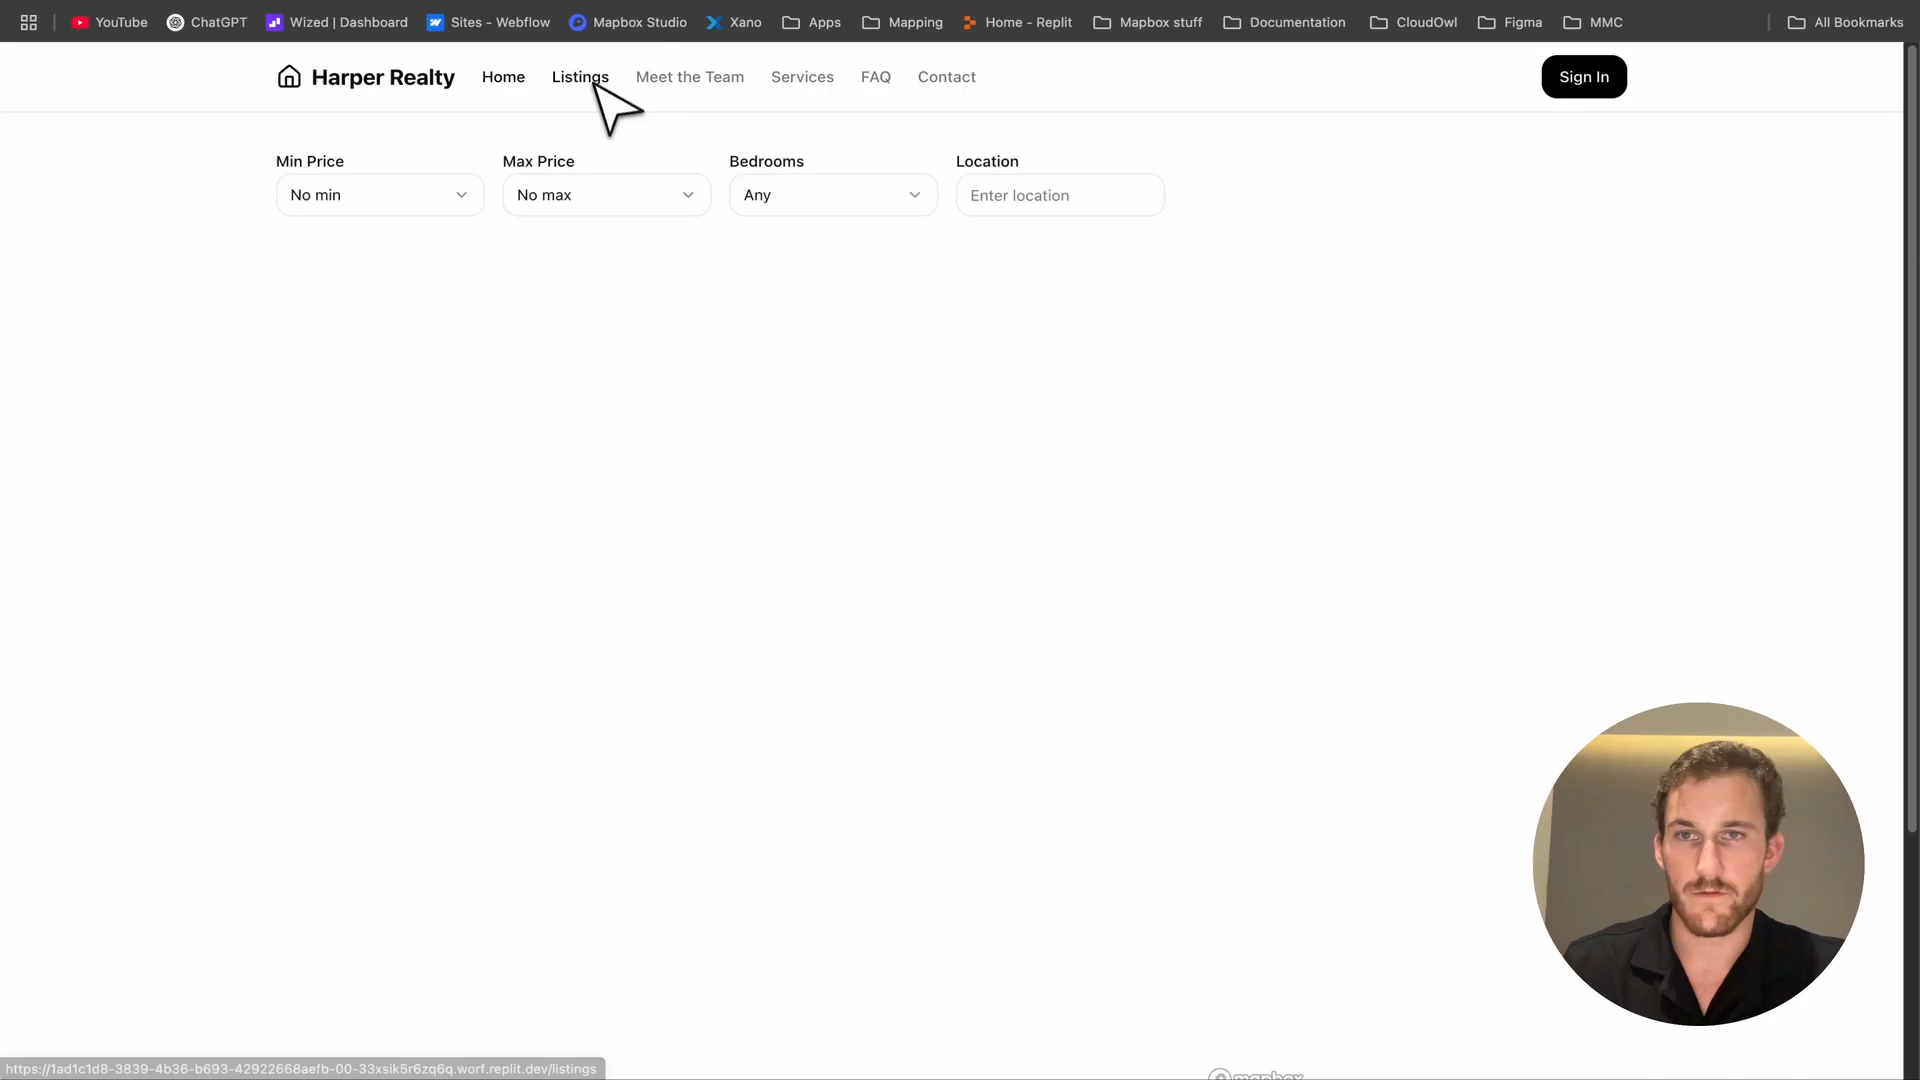 YouTube ChatGPT Wized | Dashboard Sites - Webflow Mapbox Studio Xano Apps Mapping Home - Replit Mapbox stuff Documentation CloudOwl Figma MMC All Bookmarks
Harper Realty Home Listings Meet the Team Services FAQ Contact Sign In
Min Price Max Price Bedrooms Location
No min No max Any Enter location
https://1ad1c1d8-3839-4b36-b693-42922668aefb-00-33xsik5r6zq6q.worf.replit.dev/listings
mapbox